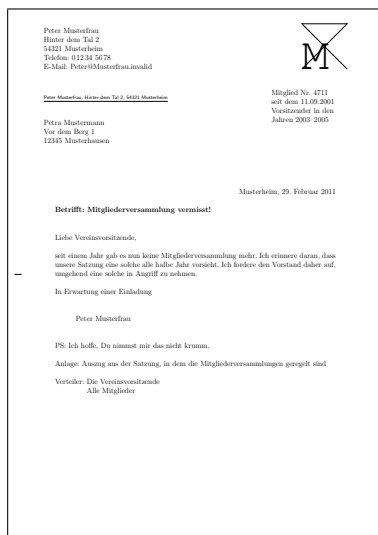 Peter Musterfrau
Hinter dem Tal 2
54321 Musterheim
Telefon: 01234 5678
E-Mail: Peter@Musterfrau.invalid
M
Peter Musterfrau, Hinter dem Tal 2, 54321 Musterheim
Mitglied Nr. 4711
seit dem 11.09.2001
Vorsitzender in den
Jahren 2003–2005
Petra Mustermann
Vor dem Berg 1
12345 Musterhausen
Musterheim, 29. Februar 2011
Betrifft: Mitgliederversammlung vermisst!
Liebe Vereinsvorsitzende,
seit einem Jahr gab es nun keine Mitgliederversammlung mehr. Ich erinnere daran, dass
unsere Satzung eine solche alle halbe Jahr vorsieht. Ich fordere den Vorstand daher auf,
umgehend eine solche in Angriff zu nehmen.
In Erwartung einer Einladung
Peter Musterfrau
PS: Ich hoffe, Du nimmst mir das nicht krumm.
Anlage: Auszug aus der Satzung, in dem die Mitgliederversammlungen geregelt sind
Verteiler: Die Vereinsvorsitzende
Alle Mitglieder